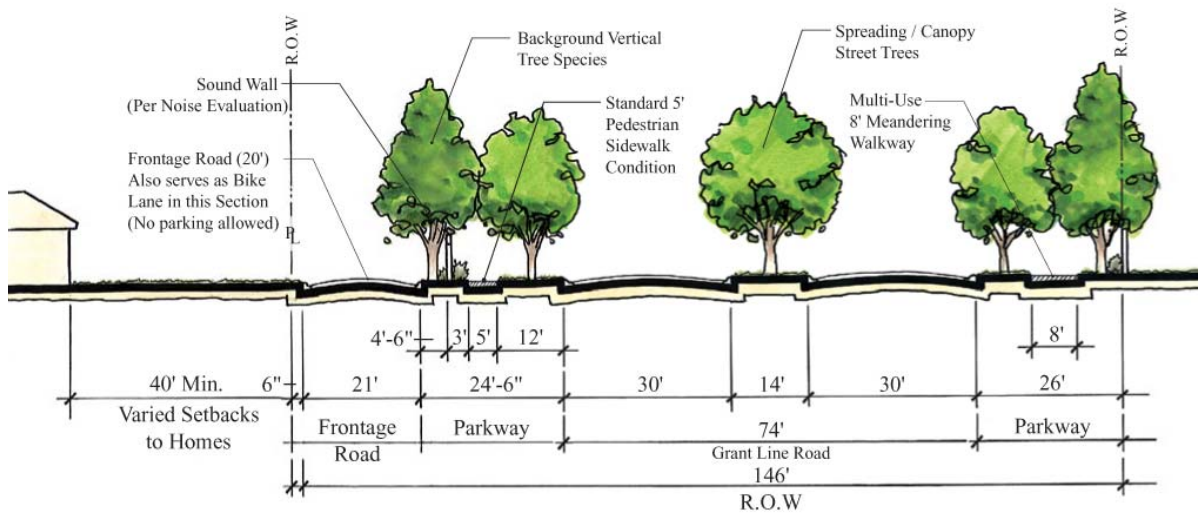 R.O.W
Background Vertical
Tree Species
Spreading / Canopy
Street Trees
R.O.W
Sound Wall
(Per Noise Evaluation)
Standard 5'
Pedestrian
Sidewalk
Condition
Multi-Use
8' Meandering
Walkway
Frontage Road (20')
Also serves as Bike
Lane in this Section
(No parking allowed)
PL
4'-6"
3'
5'
12'
8'
40' Min.
6"
21'
24'-6"
30'
14'
30'
26'
Varied Setbacks
to Homes
Frontage
Road
Parkway
74'
Grant Line Road
Parkway
146'
R.O.W